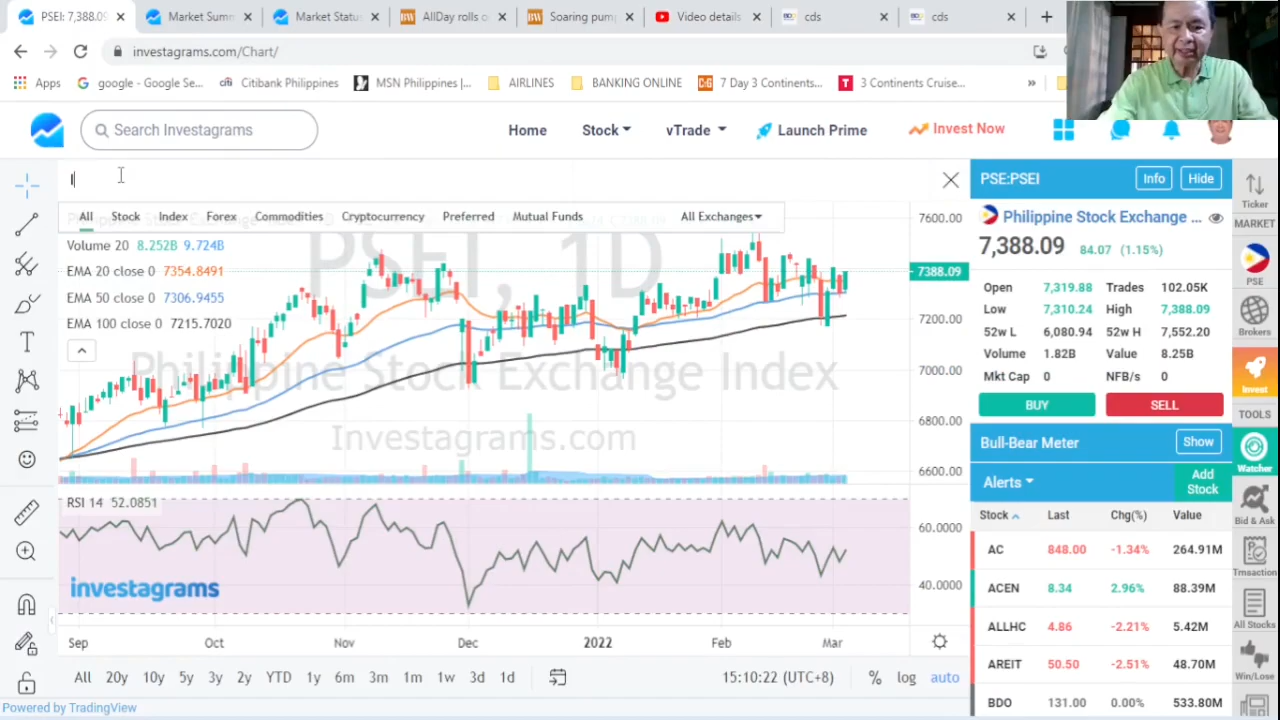 PSEI: 7,388.09
Market Summ
Market Status
AllDay rolls o
Soaring pump
Video details
cds
cds
investagrams.com/Chart/
Apps
google - Google Se...
Citibank Philippines
MSN Philippines |...
AIRLINES
BANKING ONLINE
7 Day 3 Continents...
3 Continents Cruise...
»
Search Investagrams
Home
Stock
vTrade
Launch Prime
Invest Now
All
Stock
Index
Forex
Commodities
Cryptocurrency
Preferred
Mutual Funds
All Exchanges
PSEI, 1D
Philippine Stock Exchange Index
Investagrams.com
Volume 20 8.252B 9.724B
EMA 20 close 0 7354.8491
EMA 50 close 0 7306.9455
EMA 100 close 0 7215.7020
7600.00
7388.09
7200.00
7000.00
6800.00
6600.00
RSI 14 52.0851
60.0000
40.0000
investagrams
Sep
Oct
Nov
Dec
2022
Feb
Mar
All 20y 10y 5y 3y 2y YTD 1y 6m 3m 1m 1w 3d 1d
15:10:22 (UTC+8)
% log auto
Powered by TradingView
PSE:PSEI
Info
Hide
Philippine Stock Exchange ...
7,388.09 84.07 (1.15%)
Open 7,319.88 Trades 102.05K
Low 7,310.24 High 7,388.09
52w L 6,080.94 52w H 7,552.20
Volume 1.82B Value 8.25B
Mkt Cap 0 NFB/s 0
BUY
SELL
Bull-Bear Meter
Show
Alerts
Add
Stock
Stock Last Chg(%) Value
AC 848.00 -1.34% 264.91M
ACEN 8.34 2.96% 88.39M
ALLHC 4.86 -2.21% 5.42M
AREIT 50.50 -2.51% 48.70M
BDO 131.00 0.00% 533.80M
Ticker
MARKET
PSE
Brokers
Invest
TOOLS
Watcher
Bid & Ask
Trnsaction
All Stocks
Win/Lose